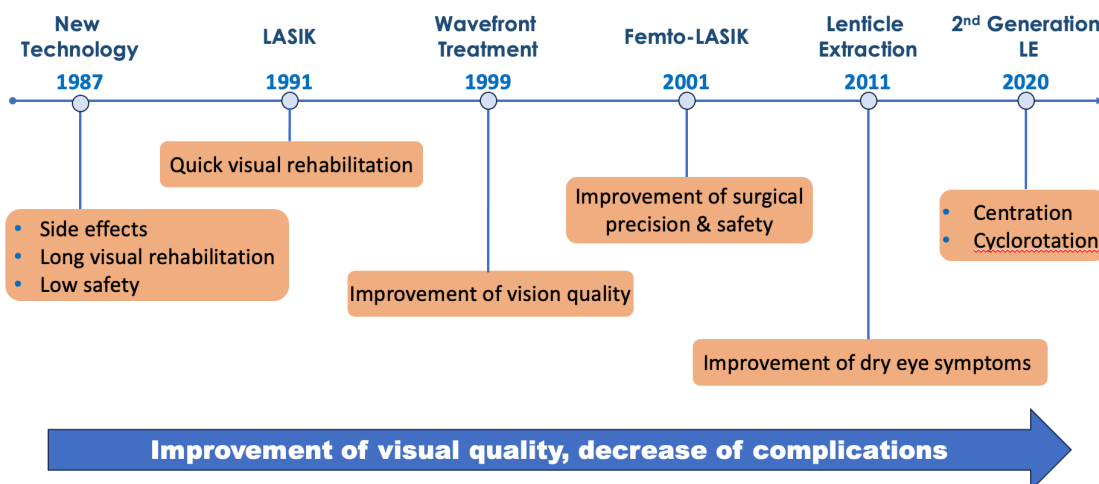 New
Technology
1987
LASIK
1991
Wavefront
Treatment
1999
Femto-LASIK
2001
Lenticle
Extraction
2011
2nd Generation
LE
2020
Quick visual rehabilitation
• Side effects
• Long visual rehabilitation
• Low safety
Improvement of vision quality
Improvement of surgical
precision & safety
Improvement of dry eye symptoms
• Centration
• Cyclorotation
Improvement of visual quality, decrease of complications